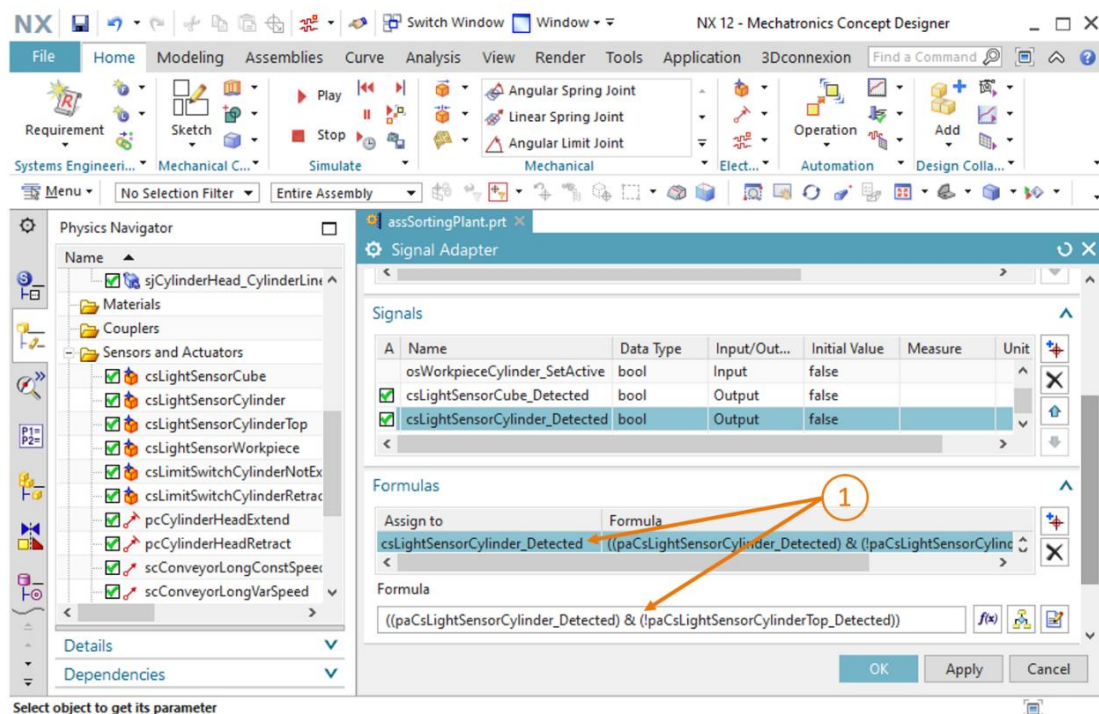 NX Switch Window Window NX 12 - Mechatronics Concept Designer
File Home Modeling Assemblies Curve Analysis View Render Tools Application 3Dconnexion Find a Command
Play Angular Spring Joint
Linear Spring Joint
Requirement Sketch Stop Angular Limit Joint Operation Add
Systems Engineeri... Mechanical C... Simulate Mechanical Elect... Automation Design Colla...
Menu No Selection Filter Entire Assembly
Physics Navigator
Name
sjCylinderHead_CylinderLine
Materials
Couplers
Sensors and Actuators
csLightSensorCube
csLightSensorCylinder
csLightSensorCylinderTop
csLightSensorWorkpiece
csLimitSwitchCylinderNotEx
csLimitSwitchCylinderRetrac
pcCylinderHeadExtend
pcCylinderHeadRetract
scConveyorLongConstSpeed
scConveyorLongVarSpeed
Details
Dependencies
assSortingPlant.prt
Signal Adapter
Signals
A Name Data Type Input/Out... Initial Value Measure Unit
osWorkpieceCylinder_SetActive bool Input false
csLightSensorCube_Detected bool Output false
csLightSensorCylinder_Detected bool Output false
Formulas
1
Assign to Formula
csLightSensorCylinder_Detected ((paCsLightSensorCylinder_Detected) & (!paCsLightSensorCylinc
Formula
((paCsLightSensorCylinder_Detected) & (!paCsLightSensorCylinderTop_Detected)) f(x)
OK Apply Cancel
P1=
P2=
Select object to get its parameter